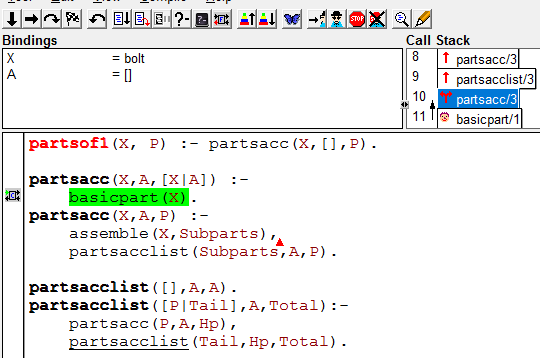 Bindings
Call Stack
X = bolt
A = []
8 partsacc/3
9 partsacclist/3
10 partsacc/3
11 basicpart/1
partsof1(X, P) :- partsacc(X,[],P).
partsacc(X,A,[X|A]) :-
basicpart(X).
partsacc(X,A,P) :-
assemble(X,Subparts),
partsacclist(Subparts,A,P).
partsacclist([],A,A).
partsacclist([P|Tail],A,Total):-
partsacc(P,A,Hp),
partsacclist(Tail,Hp,Total).